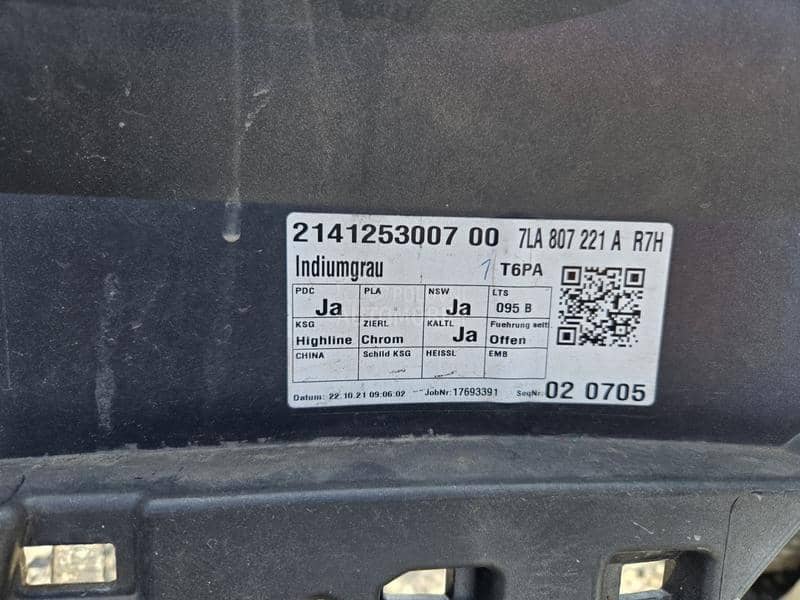 2141253007 00 7LA 807 221 A R7H
Indiumgrau 1 T6PA
PDC PLA NSW LTS
Ja Ja 095 B
KSG ZIERL KALTL Fuehrung seit
Highline Chrom Ja Offen
CHINA Schild KSG HEISSL EMB
Datum: 22.10.21 09:06:02 JobNr: 17693391 SeqNr: 02 0705